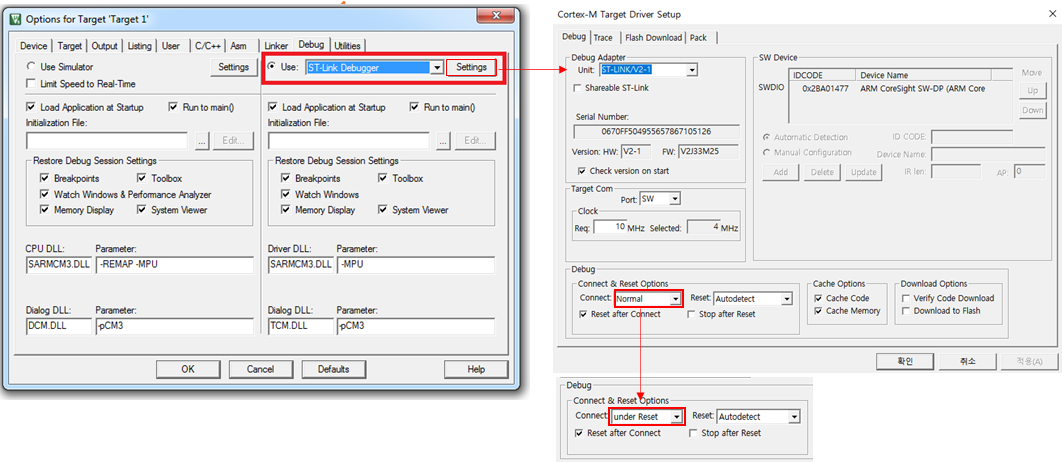 Options for Target 'Target 1'
Device Target Output Listing User C/C++ Asm Linker Debug Utilities
Use Simulator Settings
Limit Speed to Real-Time
Load Application at Startup Run to main()
Initialization File:
... Edit...
Restore Debug Session Settings
Breakpoints Toolbox
Watch Windows & Performance Analyzer
Memory Display System Viewer
CPU DLL: Parameter:
SARMCM3.DLL -REMAP -MPU
Dialog DLL: Parameter:
DCM.DLL -pCM3
Use: ST-Link Debugger Settings
Load Application at Startup Run to main()
Initialization File:
... Edit...
Restore Debug Session Settings
Breakpoints Toolbox
Watch Windows
Memory Display System Viewer
Driver DLL: Parameter:
SARMCM3.DLL -MPU
Dialog DLL: Parameter:
TCM.DLL -pCM3
OK Cancel Defaults Help
Cortex-M Target Driver Setup
Debug Trace Flash Download Pack
Debug Adapter
Unit: ST-LINK/V2-1
Shareable ST-Link
Serial Number:
0670FF504955657867105126
Version: HW: V2-1 FW: V2J33M25
Check version on start
Target Com
Port: SW
Clock
Req: 10 MHz Selected: 4 MHz
SW Device
IDCODE Device Name Move
SWDIO 0x2BA01477 ARM CoreSight SW-DP (ARM Core Up
Down
Automatic Detection ID CODE:
Manual Configuration Device Name:
Add Delete Update IR len: AP: 0
Debug
Connect & Reset Options
Connect: Normal Reset: Autodetect
Reset after Connect Stop after Reset
Cache Options
Cache Code
Cache Memory
Download Options
Verify Code Download
Download to Flash
확인 취소 적용(A)
Debug
Connect & Reset Options
Connect: under Reset Reset: Autodetect
Reset after Connect Stop after Reset